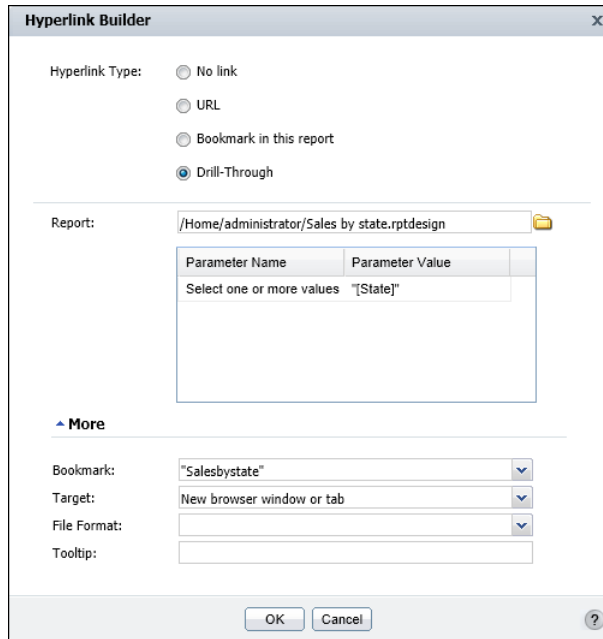 Hyperlink Builder x
Hyperlink Type: No link
URL
Bookmark in this report
Drill-Through
Report: /Home/administrator/Sales by state.rptdesign
Parameter Name Parameter Value
Select one or more values "[State]"
More
Bookmark: "Salesbystate"
Target: New browser window or tab
File Format:
Tooltip:
OK Cancel ?